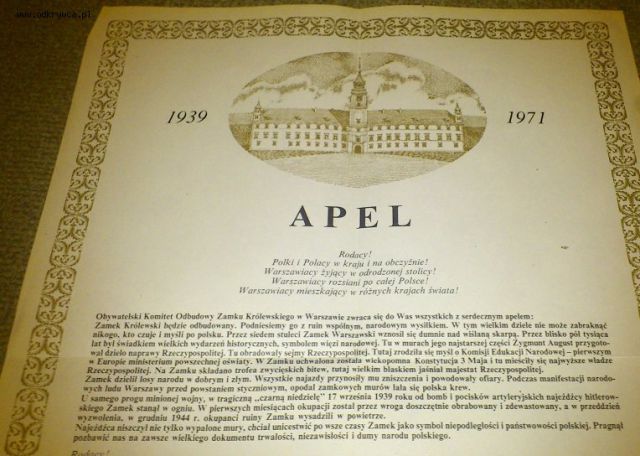 www.odkrywca.pl
1939
1971
APEL
Rodacy!
Polki i Polacy w kraju i na obczyźnie!
Warszawiacy żyjący w odrodzonej stolicy!
Warszawiacy rozsiani po całej Polsce!
Warszawiacy mieszkający w różnych krajach świata!
Obywatelski Komitet Odbudowy Zamku Królewskiego w Warszawie zwraca się do Was wszystkich z serdecznym apelem:
Zamek Królewski będzie odbudowany. Podniesiemy go z ruin wspólnym, narodowym wysiłkiem. W tym wielkim dziele nie może zabraknąć
nikogo, kto czuje i myśli po polsku. Przez siedem stuleci Zamek Warszawski wznosił się dumnie nad wiślaną skarpą. Przez blisko pół tysiąca
lat był świadkiem wielkich wydarzeń historycznych, symbolem więzi narodowej. Tu w murach jego najstarszej części Zygmunt August przygoto-
wał dzieło naprawy Rzeczypospolitej. Tu obradowały sejmy Rzeczypospolitej. Tutaj zrodziła się myśl o Komisji Edukacji Narodowej – pierwszym
w Europie ministerium powszechnej oświaty. W Zamku uchwalona została wiekopomna Konstytucja 3 Maja i tu mieściły się najwyższe władze
Rzeczypospolitej. Na Zamku składano trofea zwycięskich bitew, tutaj wielkim blaskiem jaśniał majestat Rzeczypospolitej.
Zamek dzielił losy narodu w dobrym i złym. Wszystkie najazdy przynosiły mu zniszczenia i powodowały ofiary. Podczas manifestacji narodo-
wych ludu Warszawy przed powstaniem styczniowym, opodal zamkowych murów lała się polska krew.
U samego progu minionej wojny, w tragiczną „czarną niedzielę" 17 września 1939 roku od bomb i pocisków artyleryjskich najeźdźcy hitlerow-
skiego Zamek stanął w ogniu. W pierwszych miesiącach okupacji został przez wroga doszczętnie obrabowany i zdewastowany, a w przeddzień
wyzwolenia, w grudniu 1944 r. okupanci ruiny Zamku wysadzili w powietrze.
Najeźdźca niszczył nie tylko wypalone mury, chciał unicestwić po wsze czasy Zamek jako symbol niepodległości i państwowości polskiej. Pragnął
pozbawić nas na zawsze wielkiego dokumentu trwałości, niezawisłości i dumy narodu polskiego.
Rodacy!